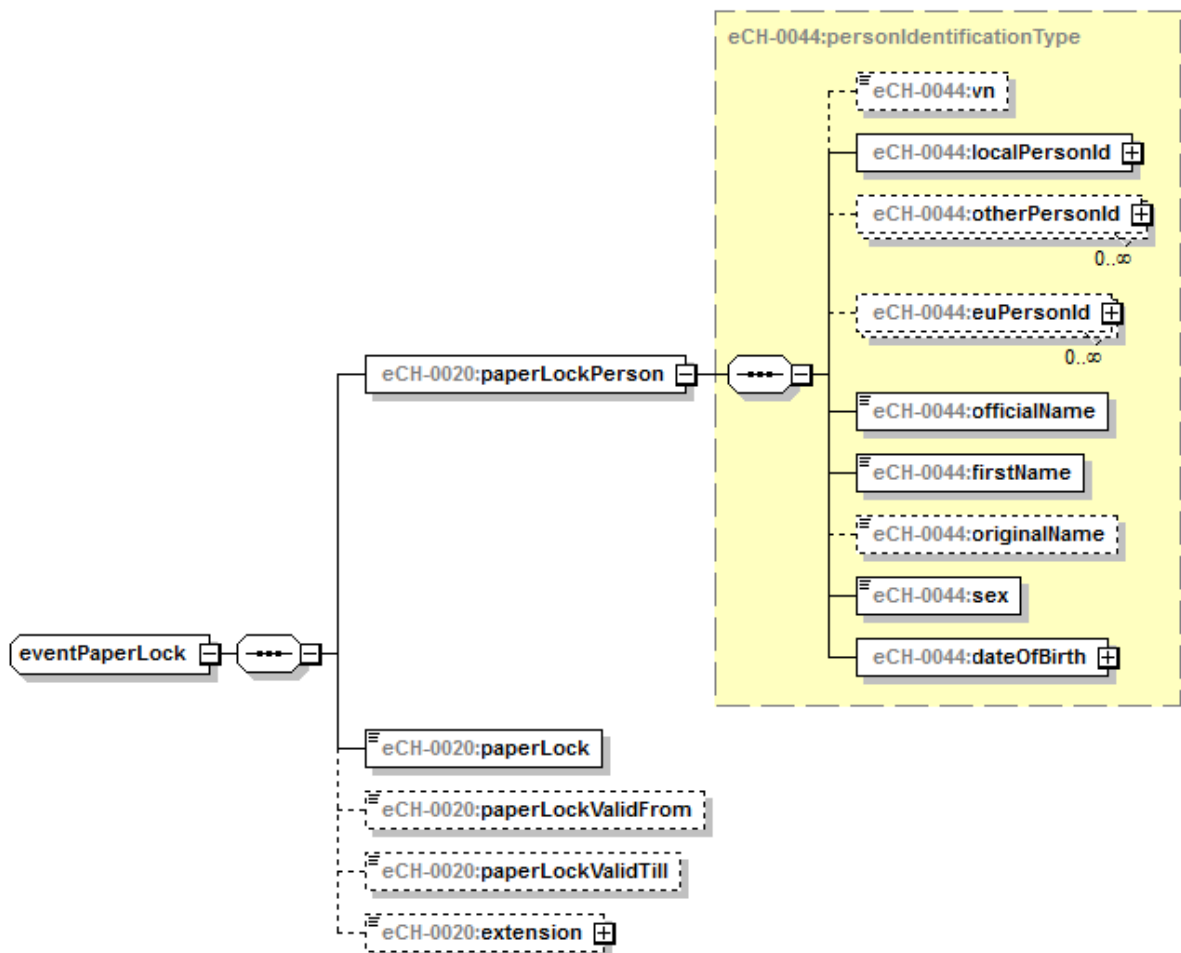 eCH-0044:personIdentificationType
eCH-0044:vn
eCH-0044:localPersonId
eCH-0044:otherPersonId
0..∞
eCH-0044:euPersonId
0..∞
eCH-0020:paperLockPerson
eCH-0044:officialName
eCH-0044:firstName
eCH-0044:originalName
eCH-0044:sex
eventPaperLock
eCH-0044:dateOfBirth
eCH-0020:paperLock
eCH-0020:paperLockValidFrom
eCH-0020:paperLockValidTill
eCH-0020:extension